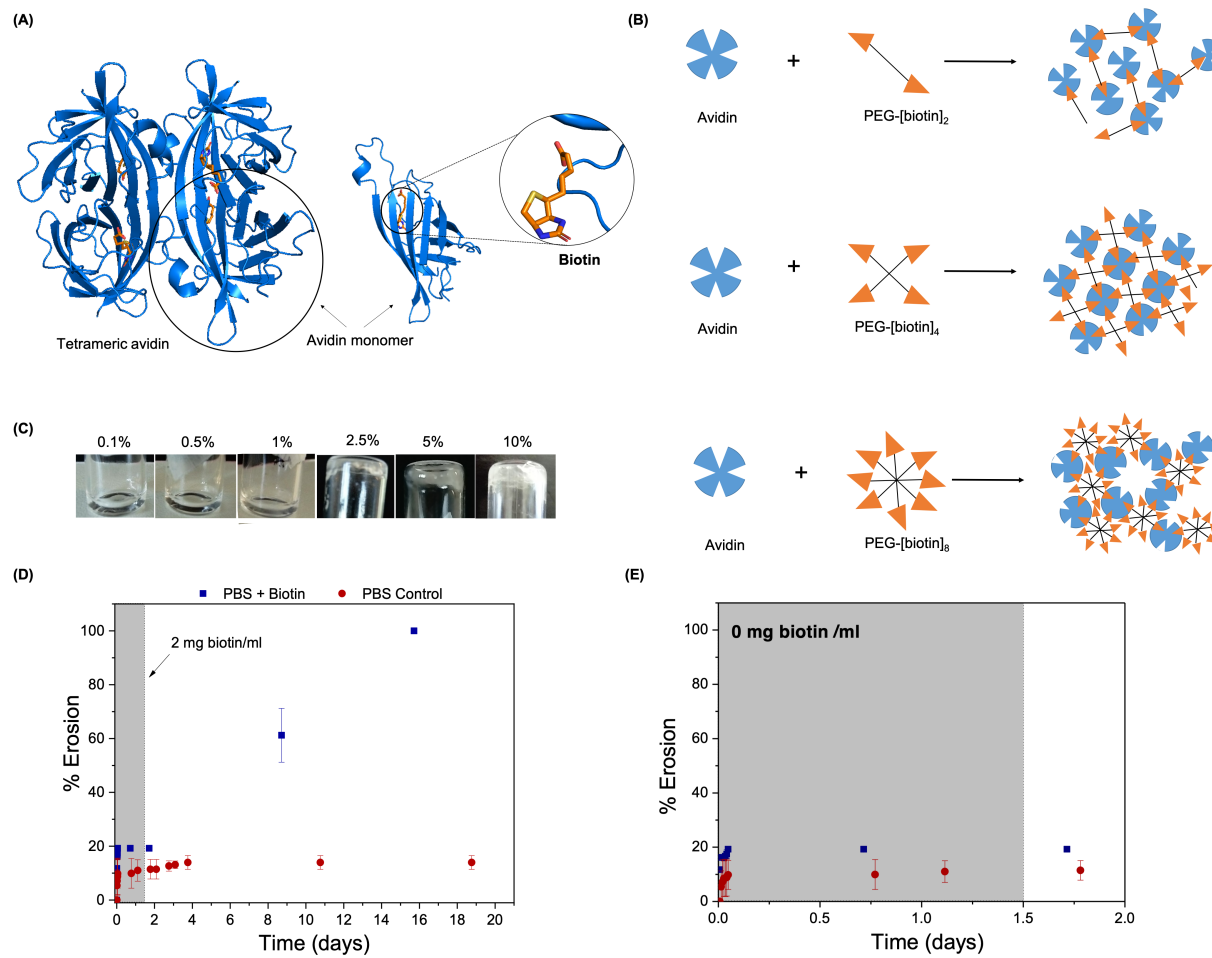 (A)
Tetrameric avidin
Avidin monomer
Biotin
(B)
Avidin
+
PEG-[biotin]2
Avidin
+
PEG-[biotin]4
Avidin
+
PEG-[biotin]8
(C)
0.1% 0.5% 1% 2.5% 5% 10%
(D)
PBS + Biotin PBS Control
2 mg biotin/ml
% Erosion
100
80
60
40
20
0
0 2 4 6 8 10 12 14 16 18 20
Time (days)
(E)
0 mg biotin /ml
% Erosion
100
80
60
40
20
0
0.0 0.5 1.0 1.5 2.0
Time (days)